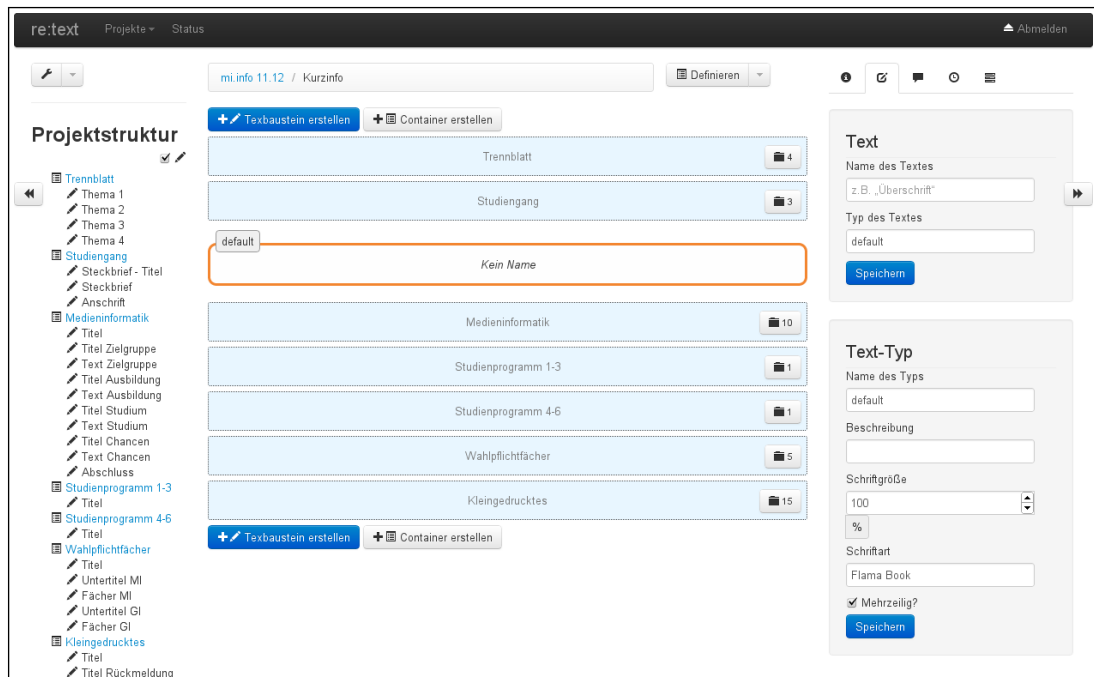 re:text Projekte Status Abmelden
mi.info 11.12 / Kurzinfo Definieren
Projektstruktur
Trennblatt
Thema 1
Thema 2
Thema 3
Thema 4
Studiengang
Steckbrief - Titel
Steckbrief
Anschrift
Medieninformatik
Titel
Titel Zielgruppe
Text Zielgruppe
Titel Ausbildung
Text Ausbildung
Titel Studium
Text Studium
Titel Chancen
Text Chancen
Abschluss
Studienprogramm 1-3
Titel
Studienprogramm 4-6
Titel
Wahlpflichtfächer
Titel
Untertitel MI
Fächer MI
Untertitel GI
Fächer GI
Kleingedrucktes
Titel
Titel Rückmeldung
Texbaustein erstellen Container erstellen
Trennblatt 4
Studiengang 3
default
Kein Name
Medieninformatik 10
Studienprogramm 1-3 1
Studienprogramm 4-6 1
Wahlpflichtfächer 5
Kleingedrucktes 15
Texbaustein erstellen Container erstellen
Text
Name des Textes
z.B. „Überschrift“
Typ des Textes
default
Speichern
Text-Typ
Name des Typs
default
Beschreibung
Schriftgröße
100
%
Schriftart
Flama Book
Mehrzeilig?
Speichern